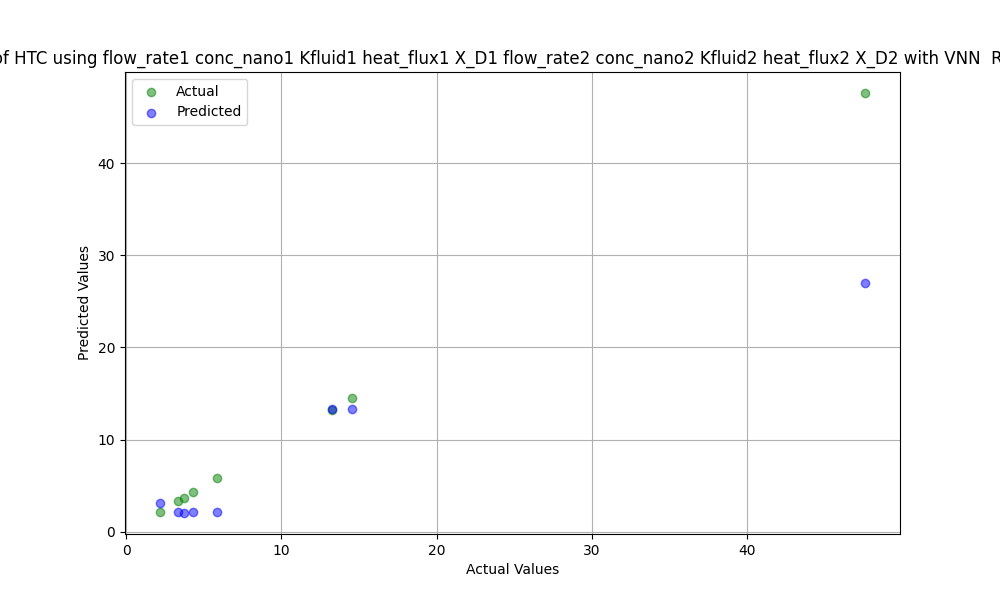 of HTC using flow_rate1 conc_nano1 Kfluid1 heat_flux1 X_D1 flow_rate2 conc_nano2 Kfluid2 heat_flux2 X_D2 with VNN R
Actual
Predicted
Predicted Values
40
30
20
10
0
0 10 20 30 40
Actual Values